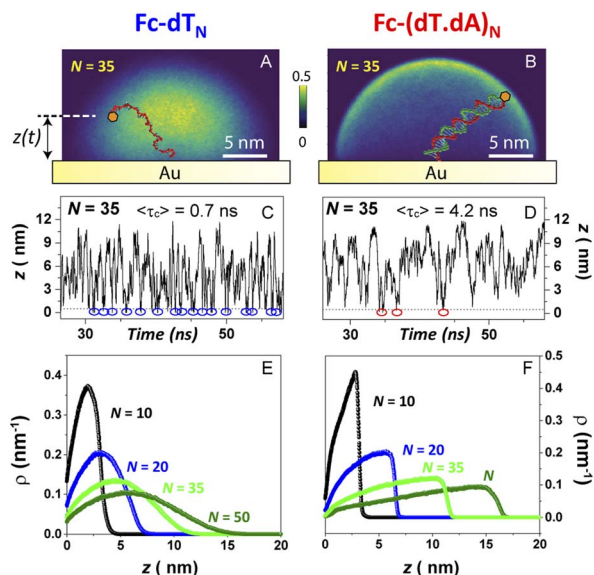 Fc-dTN Fc-(dT.dA)N
N = 35 A N = 35 B
0.5
z(t)
0
5 nm 5 nm
Au Au
N = 35 <τc> = 0.7 ns C N = 35 <τc> = 4.2 ns D
z (nm) 12 9 6 3 0
12 9 6 3 0 z (nm)
30 Time (ns) 50 30 Time (ns) 50
E F
ρ (nm-1) 0.4 0.3 0.2 0.1 0.0
0.5 0.4 0.3 0.2 0.1 0.0 ρ (nm-1)
N = 10 N = 10
N = 20 N = 20
N = 35 N = 35
N = 50 N
0 5 10 15 20 0 5 10 15 20
z ( nm) z ( nm)